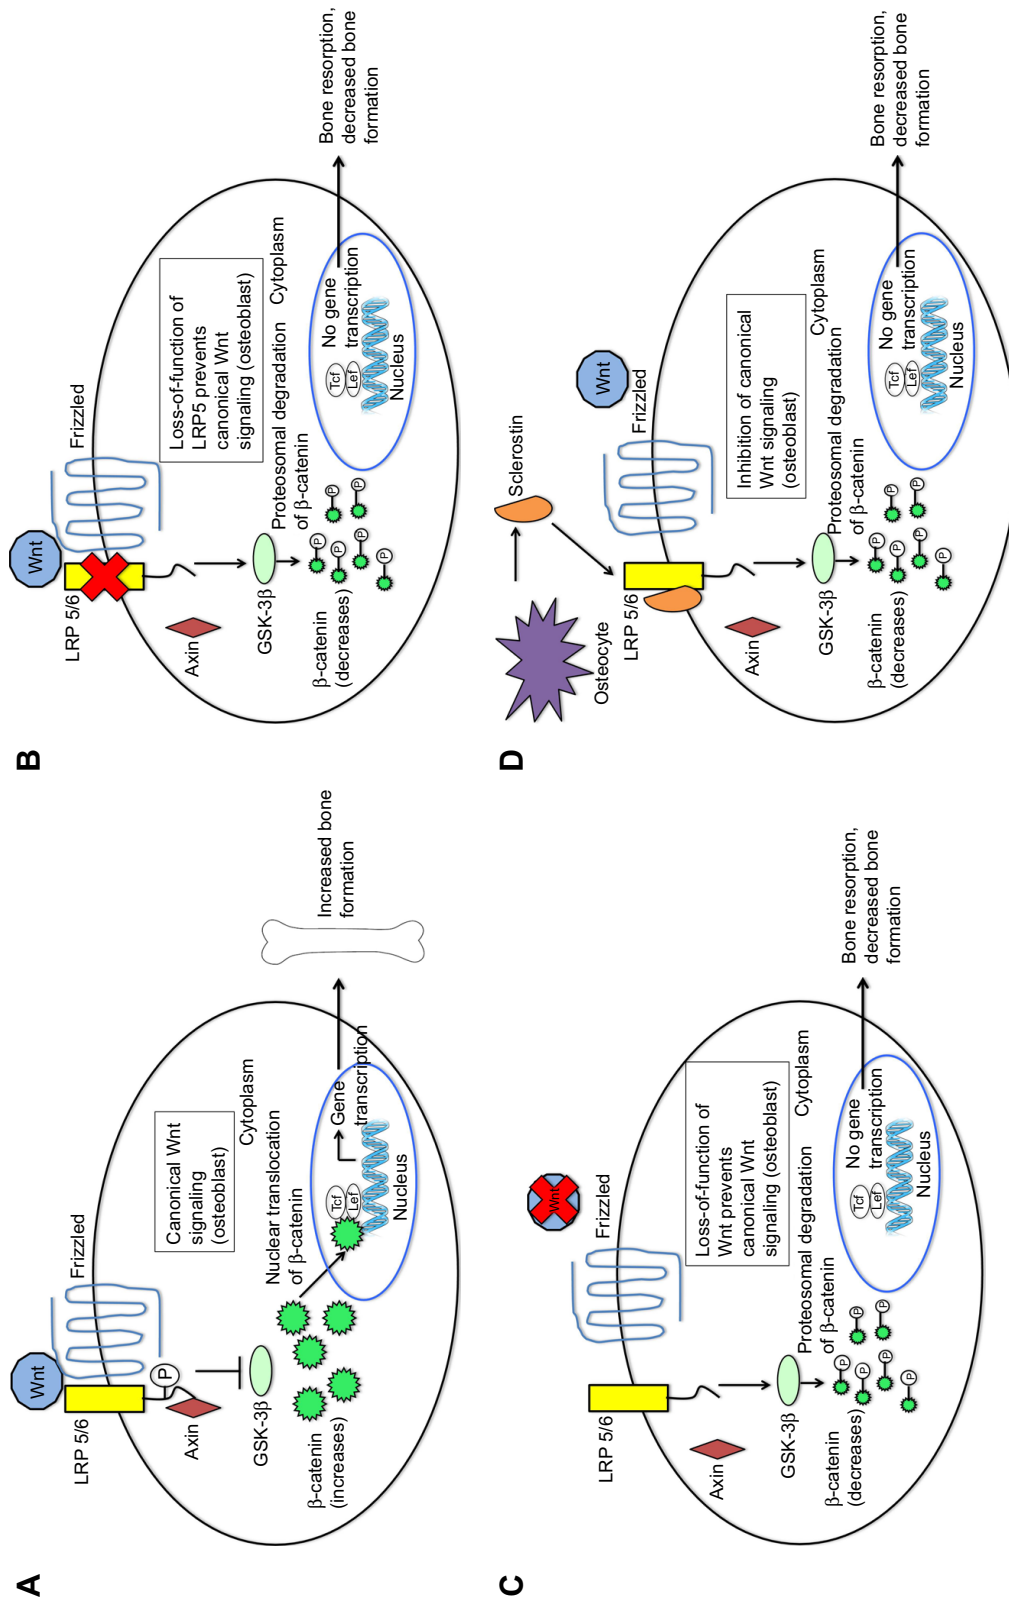 A
Wnt
LRP 5/6
Frizzled
P
Axin
Canonical Wnt
signaling
(osteoblast)
GSK-3β
Cytoplasm
Nuclear translocation
of β-catenin
β-catenin
(increases)
Tcf
Lef
Gene
transcription
Nucleus
Increased bone
formation
B
Wnt
LRP 5/6
Frizzled
Axin
Loss-of-function of
LRP5 prevents
canonical Wnt
signaling (osteoblast)
GSK-3β
Proteosomal degradation
of β-catenin
Cytoplasm
β-catenin
(decreases)
P
P
P
P
P
P
Tcf
Lef
No gene
transcription
Nucleus
Bone resorption,
decreased bone
formation
C
Wnt
LRP 5/6
Frizzled
Axin
Loss-of-function of
Wnt prevents
canonical Wnt
signaling (osteoblast)
GSK-3β
Proteosomal degradation
of β-catenin
Cytoplasm
β-catenin
(decreases)
P
P
P
P
P
P
Tcf
Lef
No gene
transcription
Nucleus
Bone resorption,
decreased bone
formation
D
Osteocyte
Sclerostin
Wnt
LRP 5/6
Frizzled
Axin
Inhibition of canonical
Wnt signaling
(osteoblast)
GSK-3β
Proteosomal degradation
of β-catenin
Cytoplasm
β-catenin
(decreases)
P
P
P
P
P
P
Tcf
Lef
No gene
transcription
Nucleus
Bone resorption,
decreased bone
formation